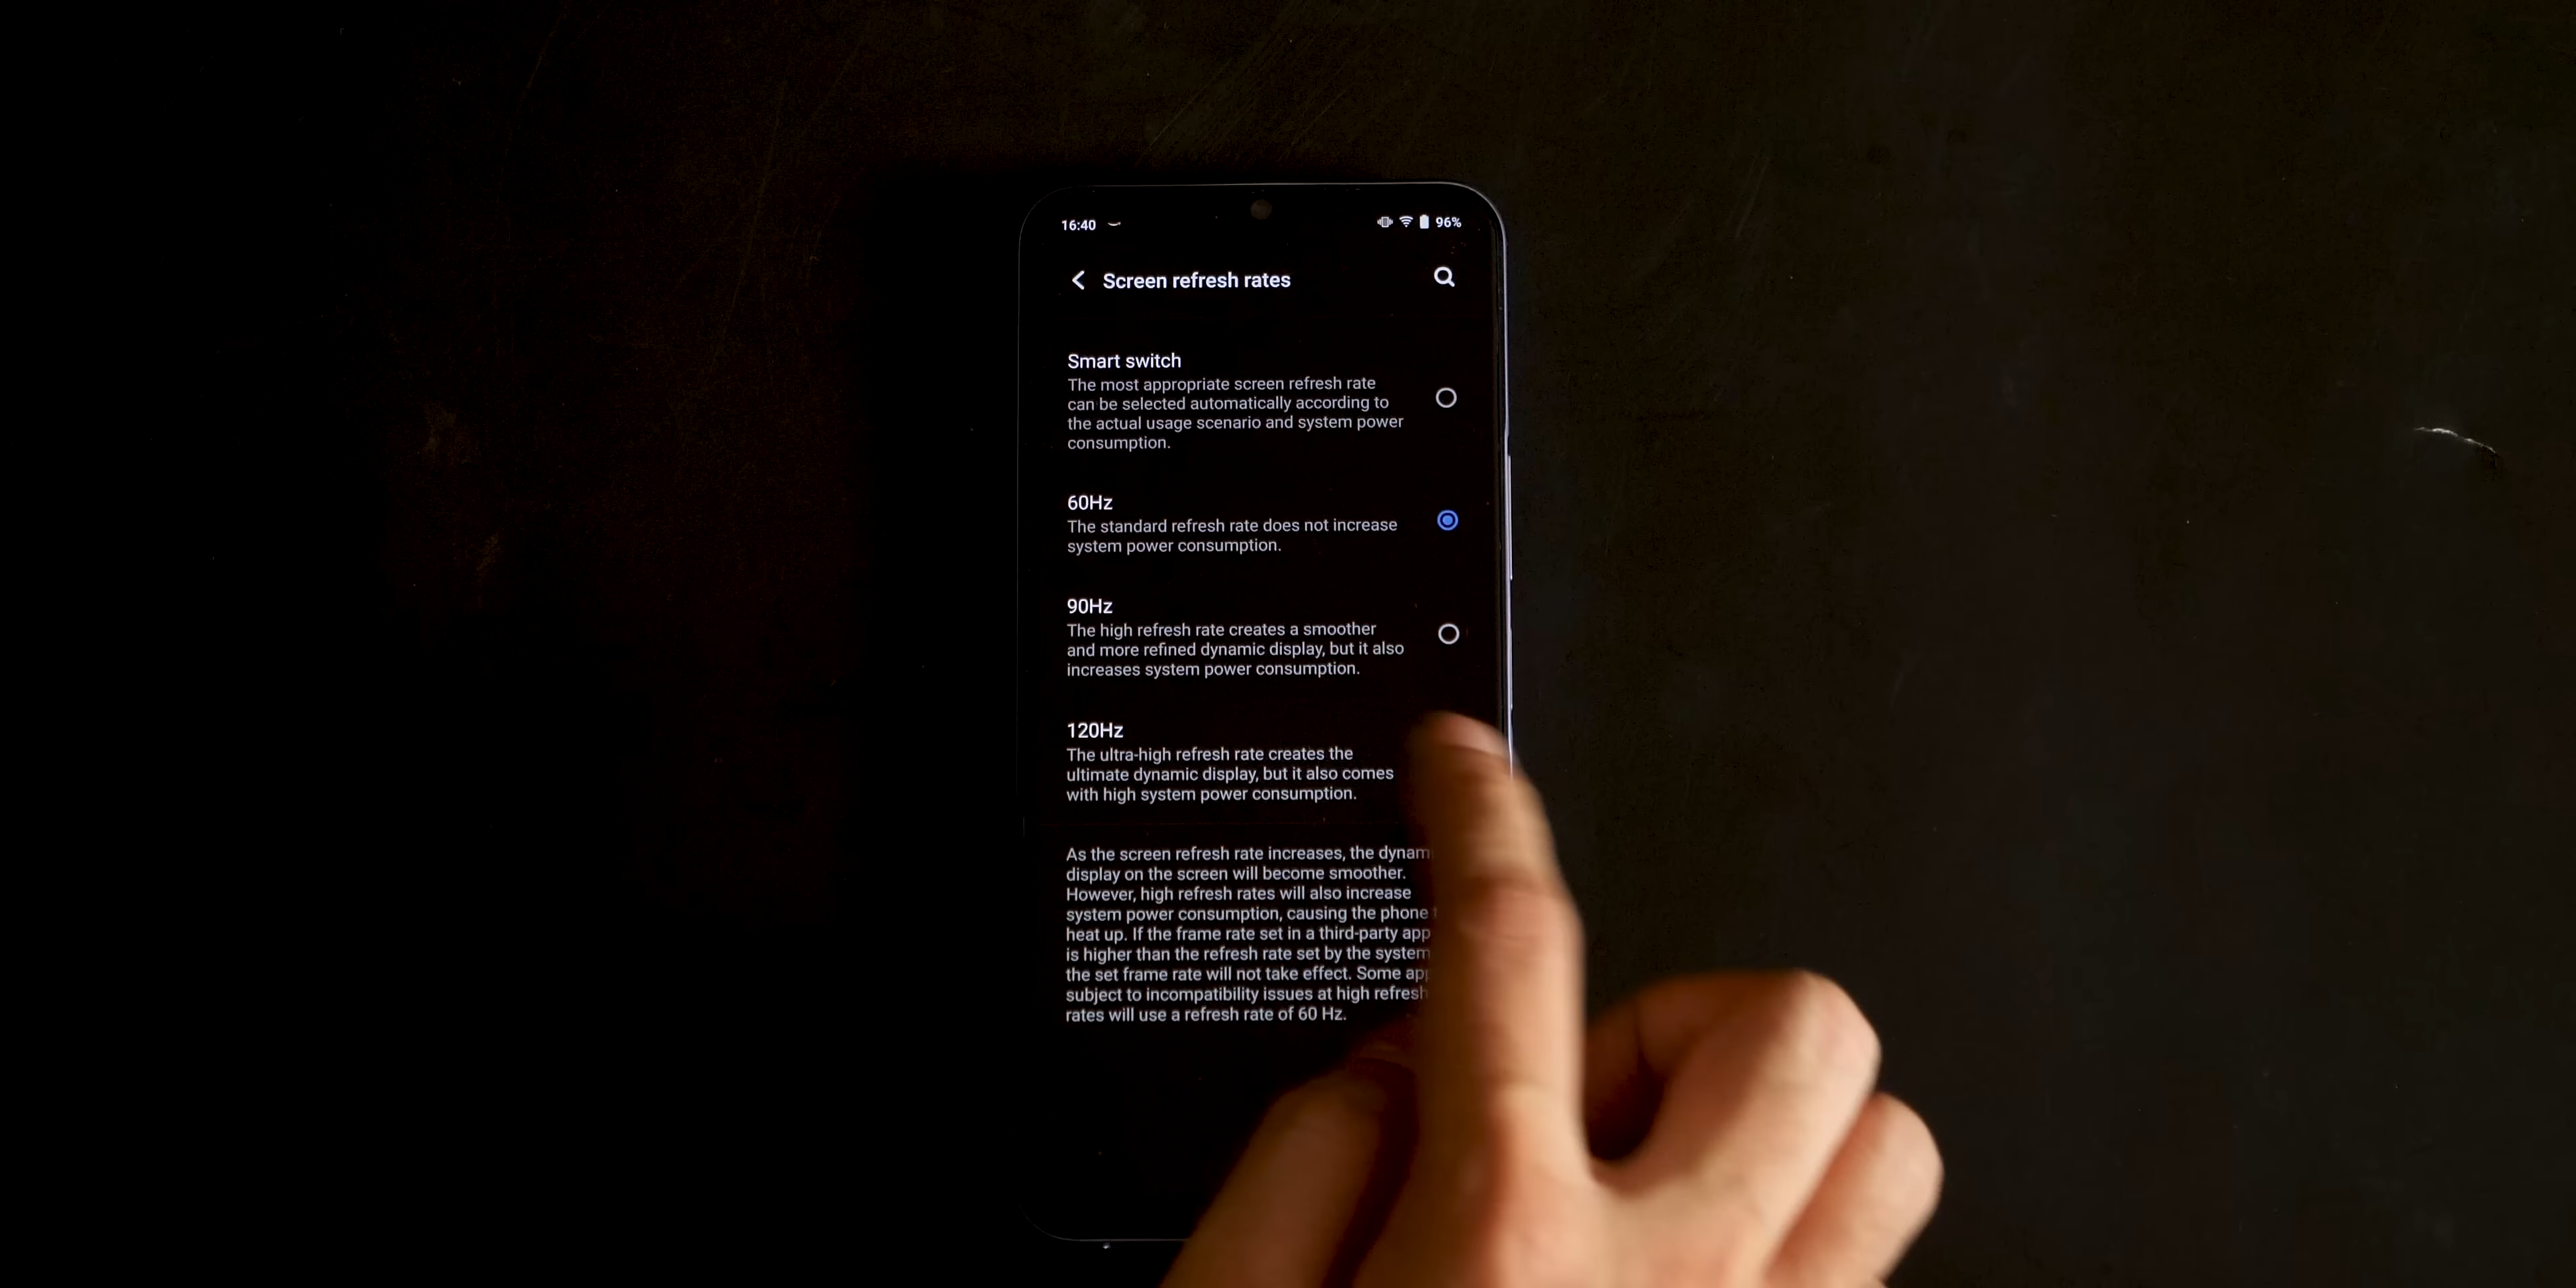 16:40 96%
Screen refresh rates
Smart switch
The most appropriate screen refresh rate
can be selected automatically according to
the actual usage scenario and system power
consumption.
60Hz
The standard refresh rate does not increase
system power consumption.
90Hz
The high refresh rate creates a smoother
and more refined dynamic display, but it also
increases system power consumption.
120Hz
The ultra-high refresh rate creates the
ultimate dynamic display, but it also comes
with high system power consumption.
As the screen refresh rate increases, the
display on the screen will become smoother.
However, high refresh rates will also increase
system power consumption, causing the phone
heat up. If the frame rate set in a third-party app
is higher than the refresh rate set by the system
the set frame rate will not take effect. Some
subject to incompatibility issues at high refresh
rates will use a refresh rate of 60 Hz.